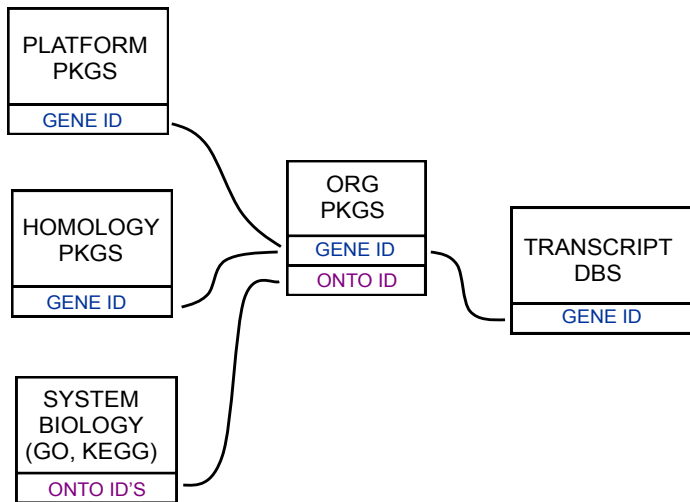 PLATFORM
PKGS
GENE ID
HOMOLOGY
PKGS
GENE ID
SYSTEM
BIOLOGY
(GO, KEGG)
ONTO ID'S
ORG
PKGS
GENE ID
ONTO ID
TRANSCRIPT
DBS
GENE ID